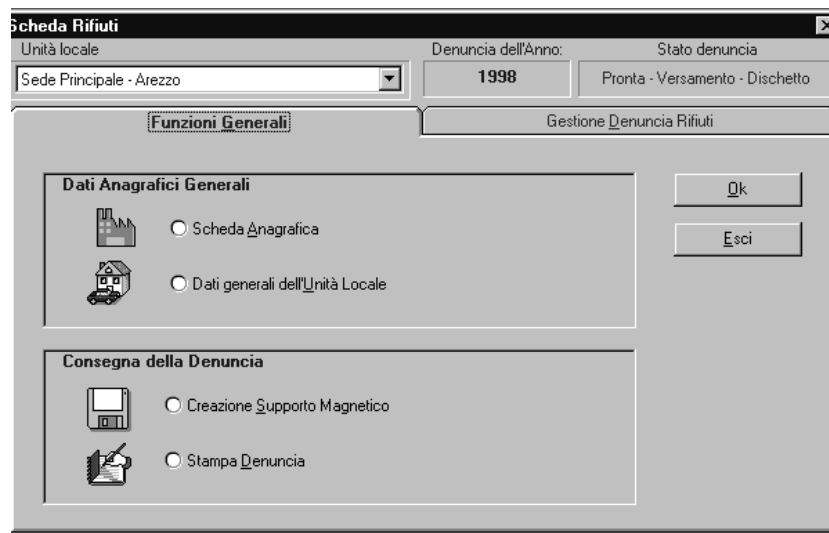 Scheda Rifiuti
Unità locale
Denuncia dell'Anno:
Stato denuncia
Sede Principale - Arezzo
1998
Pronta - Versamento - Dischetto
Funzioni Generali
Gestione Denuncia Rifiuti
Dati Anagrafici Generali
Ok
Scheda Anagrafica
Esci
Dati generali dell'Unità Locale
Consegna della Denuncia
Creazione Supporto Magnetico
Stampa Denuncia